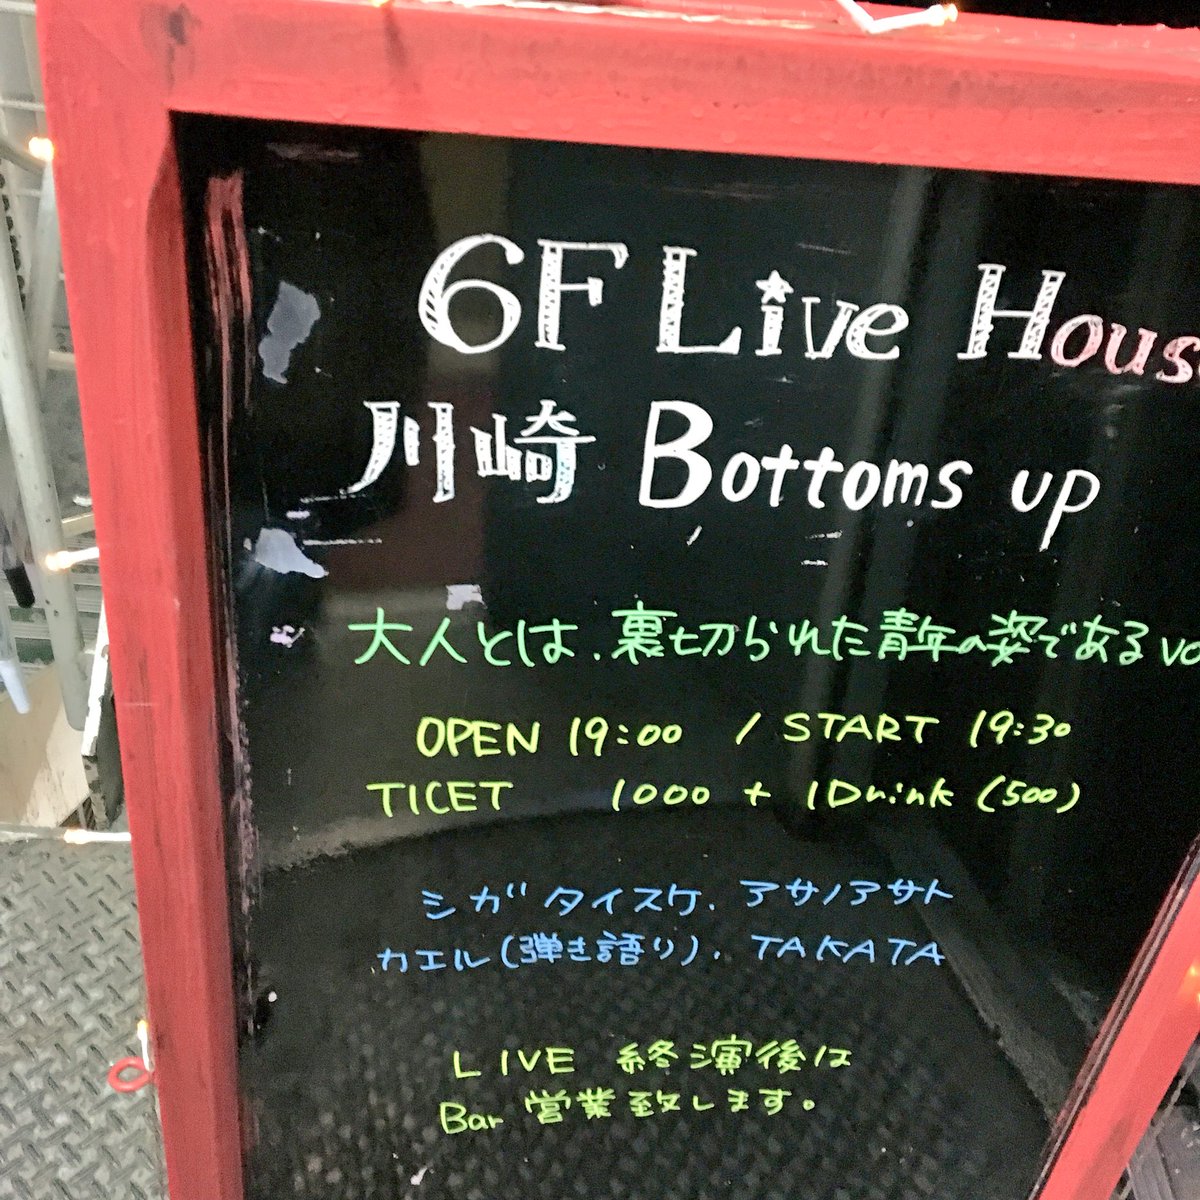 6F Live Hous
川崎 Bottoms up
大人とは、裏切られた青年の姿であるvo
OPEN 19:00 / START 19:30
TICET 1000 + 1Drink (500)
シガ タイスケ、アサノアサト
カエル(弾き語り)、TAKATA
LIVE 終演後は
Bar 営業致します。